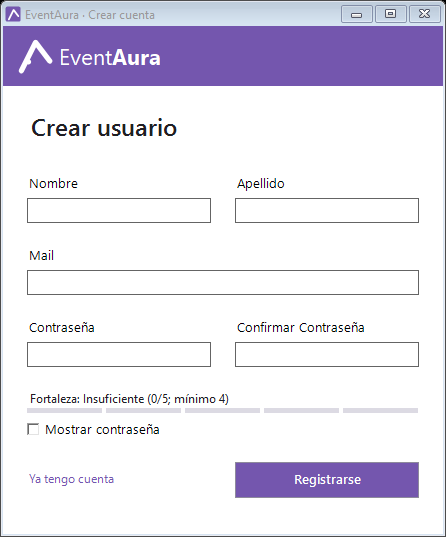 EventAura - Crear cuenta
EventAura
Crear usuario
Nombre Apellido
Mail
Contraseña Confirmar Contraseña
Fortaleza: Insuficiente (0/5; mínimo 4)
Mostrar contraseña
Ya tengo cuenta Registrarse